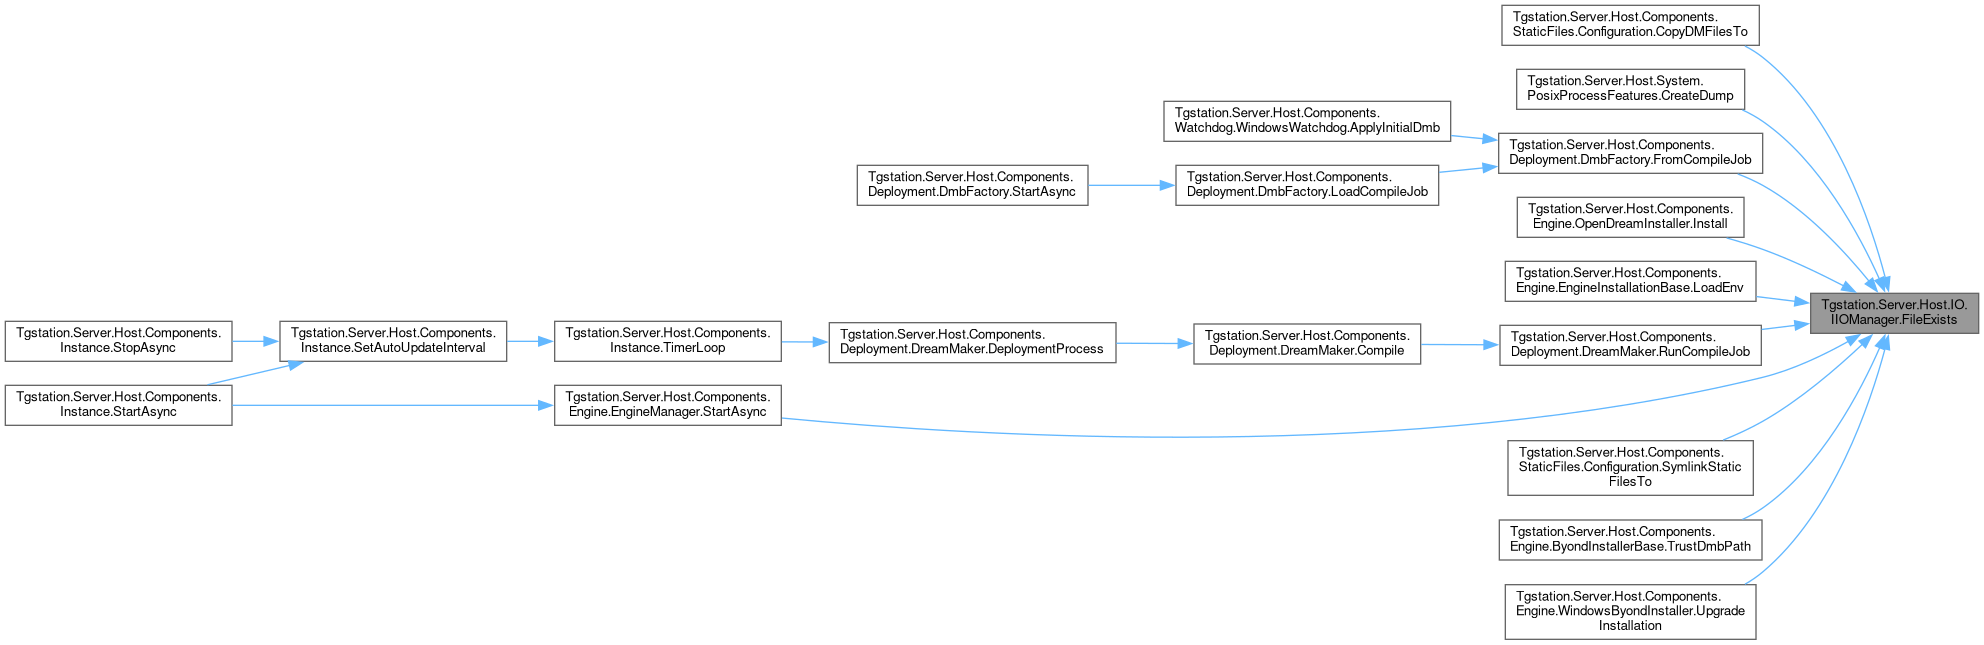 Tgstation.Server.Host.Components.
StaticFiles.Configuration.CopyDMFilesTo
Tgstation.Server.Host.System.
PosixProcessFeatures.CreateDump
Tgstation.Server.Host.Components.
Watchdog.WindowsWatchdog.ApplyInitialDmb
Tgstation.Server.Host.Components.
Deployment.DmbFactory.FromCompileJob
Tgstation.Server.Host.Components.
Deployment.DmbFactory.StartAsync
Tgstation.Server.Host.Components.
Deployment.DmbFactory.LoadCompileJob
Tgstation.Server.Host.Components.
Engine.OpenDreamInstaller.Install
Tgstation.Server.Host.Components.
Engine.EngineInstallationBase.LoadEnv
Tgstation.Server.Host.IO.
IIOManager.FileExists
Tgstation.Server.Host.Components.
Instance.StopAsync
Tgstation.Server.Host.Components.
Instance.SetAutoUpdateInterval
Tgstation.Server.Host.Components.
Instance.TimerLoop
Tgstation.Server.Host.Components.
Deployment.DreamMaker.DeploymentProcess
Tgstation.Server.Host.Components.
Deployment.DreamMaker.Compile
Tgstation.Server.Host.Components.
Deployment.DreamMaker.RunCompileJob
Tgstation.Server.Host.Components.
Instance.StartAsync
Tgstation.Server.Host.Components.
Engine.EngineManager.StartAsync
Tgstation.Server.Host.Components.
StaticFiles.Configuration.SymlinkStatic
FilesTo
Tgstation.Server.Host.Components.
Engine.ByondInstallerBase.TrustDmbPath
Tgstation.Server.Host.Components.
Engine.WindowsByondInstaller.Upgrade
Installation